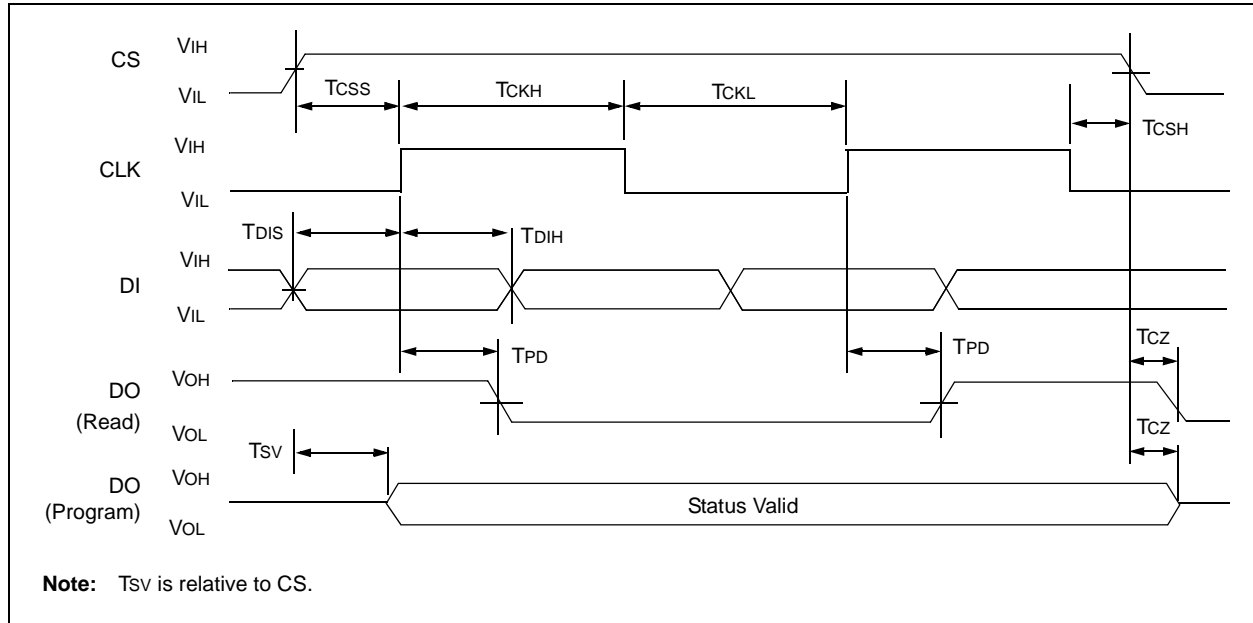 CS
VIH
VIL
TCSS
TCKH
TCKL
TCSH
CLK
VIH
VIL
TDIS
TDIH
DI
VIH
VIL
TPD
TPD
TCZ
DO
(Read)
VOH
VOL
TCZ
TSV
DO
(Program)
VOH
VOL
Status Valid
Note: TSV is relative to CS.